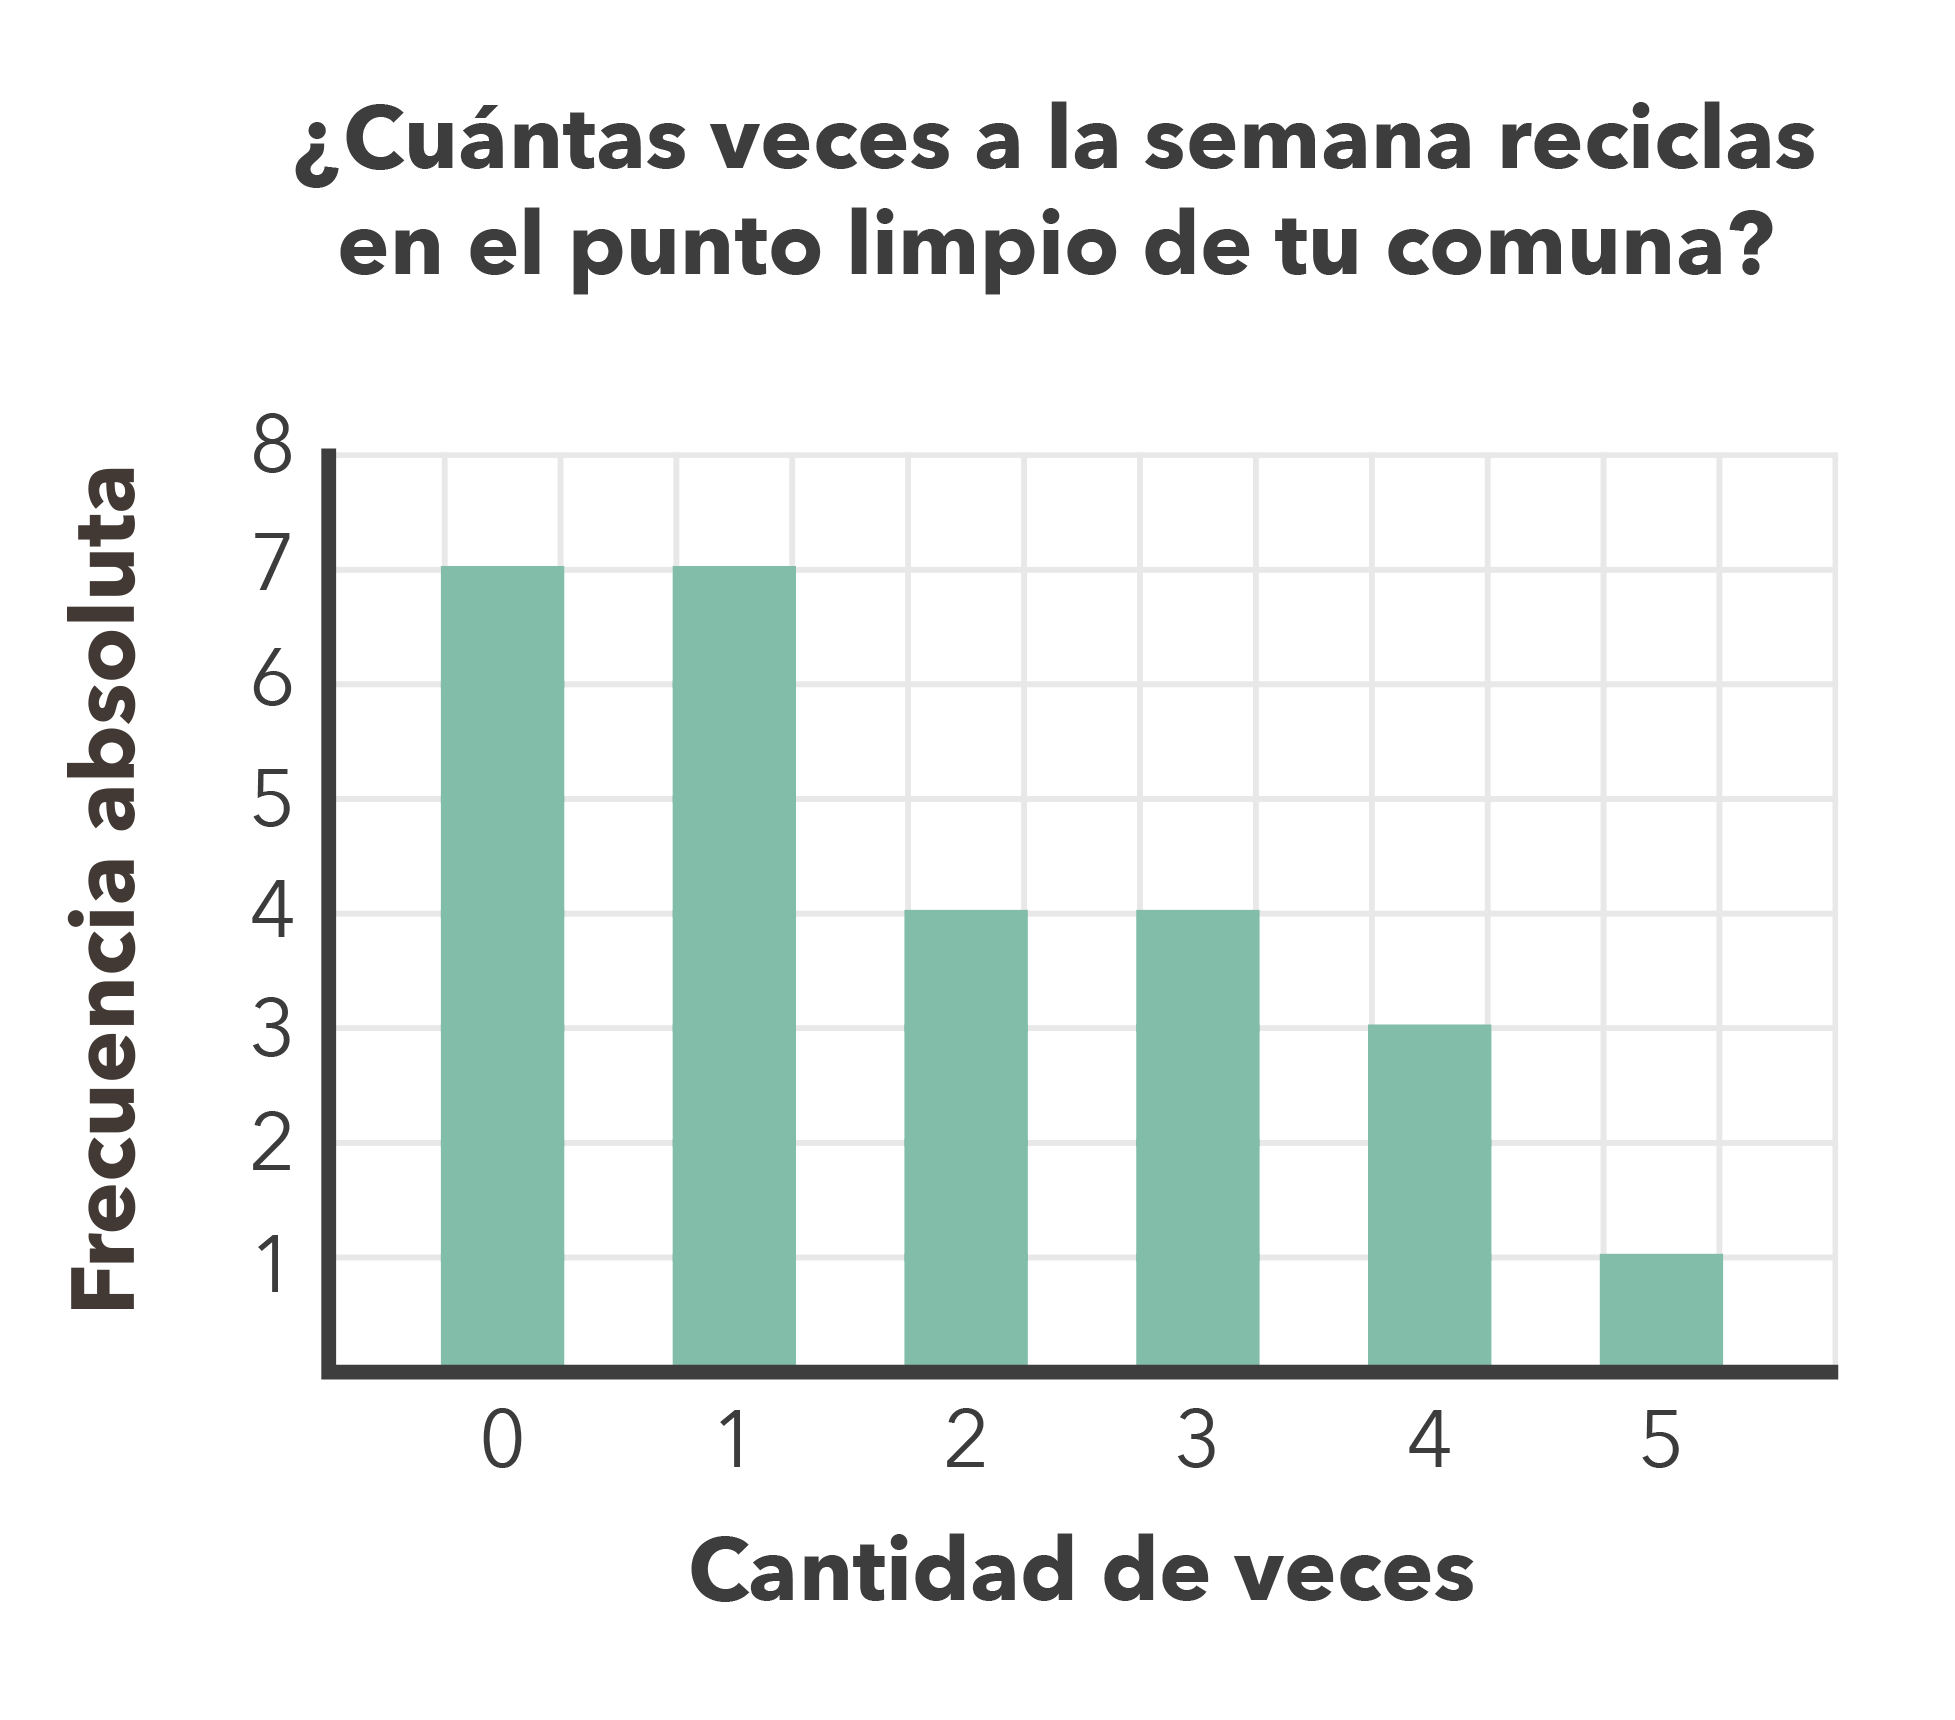 ¿Cuántas veces a la semana reciclas
en el punto limpio de tu comuna?
Frecuencia absoluta
8
7
6
5
4
3
2
1
0 1 2 3 4 5
Cantidad de veces